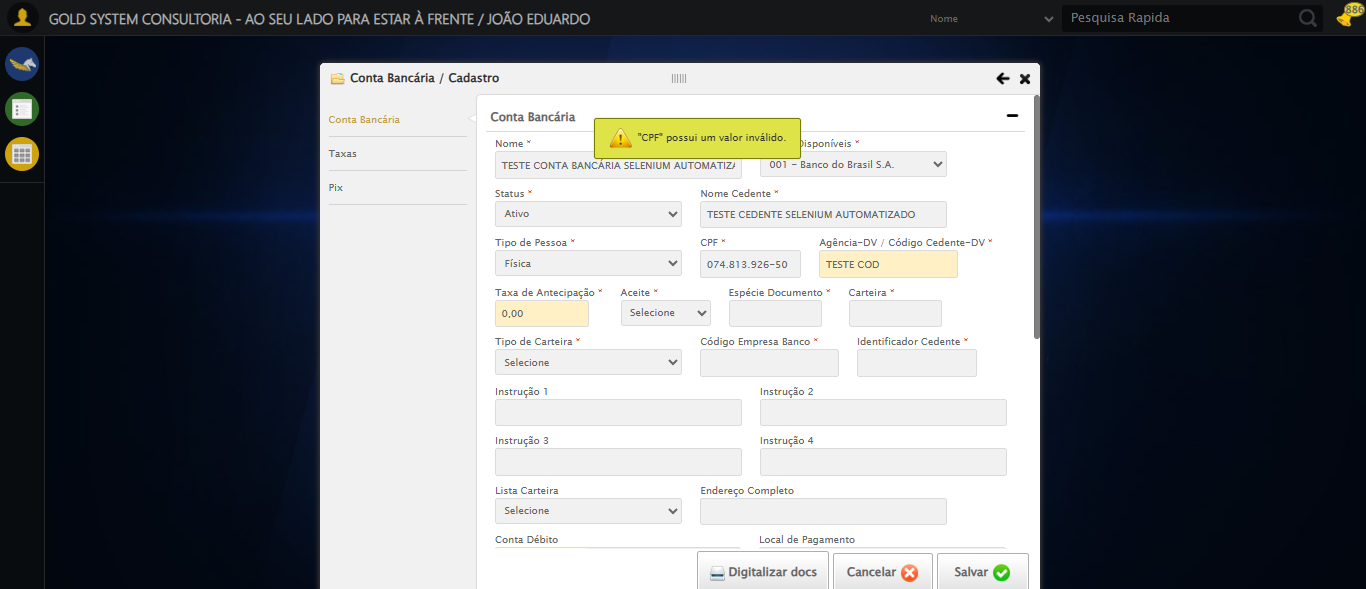 GOLD SYSTEM CONSULTORIA - AO SEU LADO PARA ESTAR À FRENTE / JOÃO EDUARDO
Nome
Pesquisa Rapida
886
Conta Bancária / Cadastro
Conta Bancária
Taxas
Pix
Conta Bancária
"CPF" possui um valor inválido.
Nome *
Disponíveis *
TESTE CONTA BANCÁRIA SELENIUM AUTOMATIZA
001 - Banco do Brasil S.A.
Status *
Nome Cedente *
Ativo
TESTE CEDENTE SELENIUM AUTOMATIZADO
Tipo de Pessoa *
CPF *
Agência-DV / Código Cedente-DV *
Física
074.813.926-50
TESTE COD
Taxa de Antecipação *
Aceite *
Espécie Documento *
Carteira *
0,00
Selecione
Tipo de Carteira *
Código Empresa Banco *
Identificador Cedente *
Selecione
Instrução 1
Instrução 2
Instrução 3
Instrução 4
Lista Carteira
Endereço Completo
Selecione
Conta Débito
Local de Pagamento
Digitalizar docs
Cancelar
Salvar